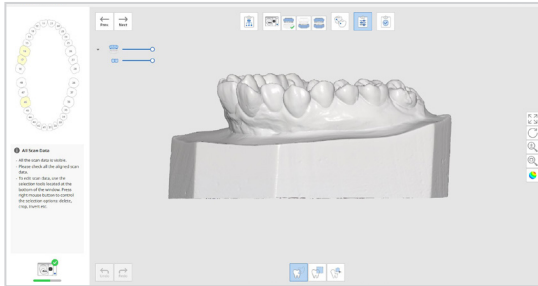 Prev Next
All Scan Data
- All the scan data is visible.
- Please check all the aligned scan
data.
- To edit scan data, use the
selection tools located at the
bottom of the window. Press
right mouse button to control
the selection options: delete,
crop, invert etc.